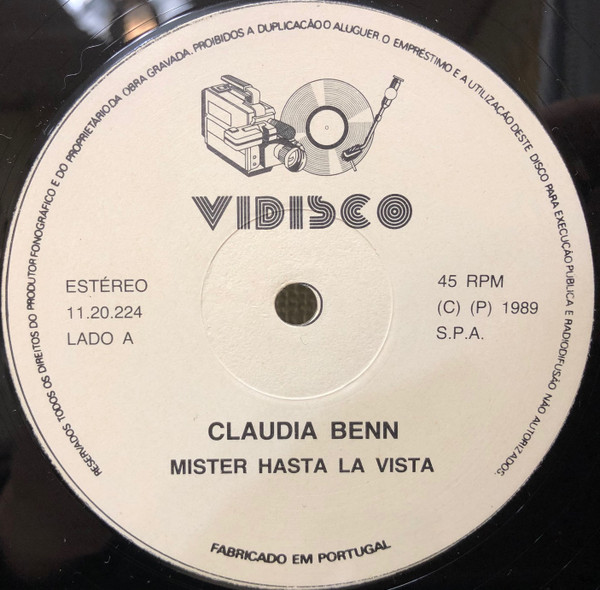 RESERVADOS TODOS OS DIREITOS DO PRODUTOR FONOGRÁFICO E DO PROPRIETÁRIO DA OBRA GRAVADA. PROIBIDOS A DUPLICAÇÃO O ALUGUER O EMPRÉSTIMO E A UTILIZAÇÃO DESTE DISCO PARA EXECUÇÃO PÚBLICA E RADIODIFUSÃO NÃO AUTORIZADOS.
VIDISCO
ESTÉREO
11.20.224
LADO A
45 RPM
(C) (P) 1989
S.P.A.
CLAUDIA BENN
MISTER HASTA LA VISTA
FABRICADO EM PORTUGAL